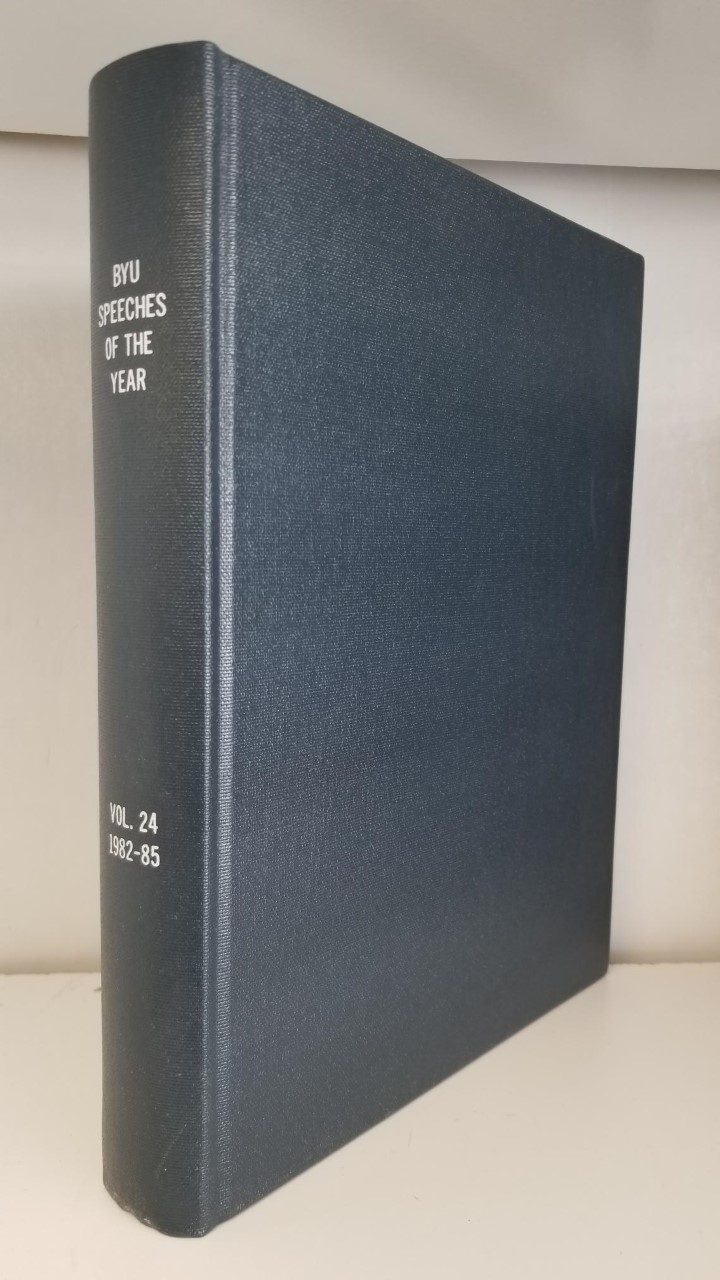 BYU
SPEECHES
OF THE
YEAR
VOL. 24
1982-85